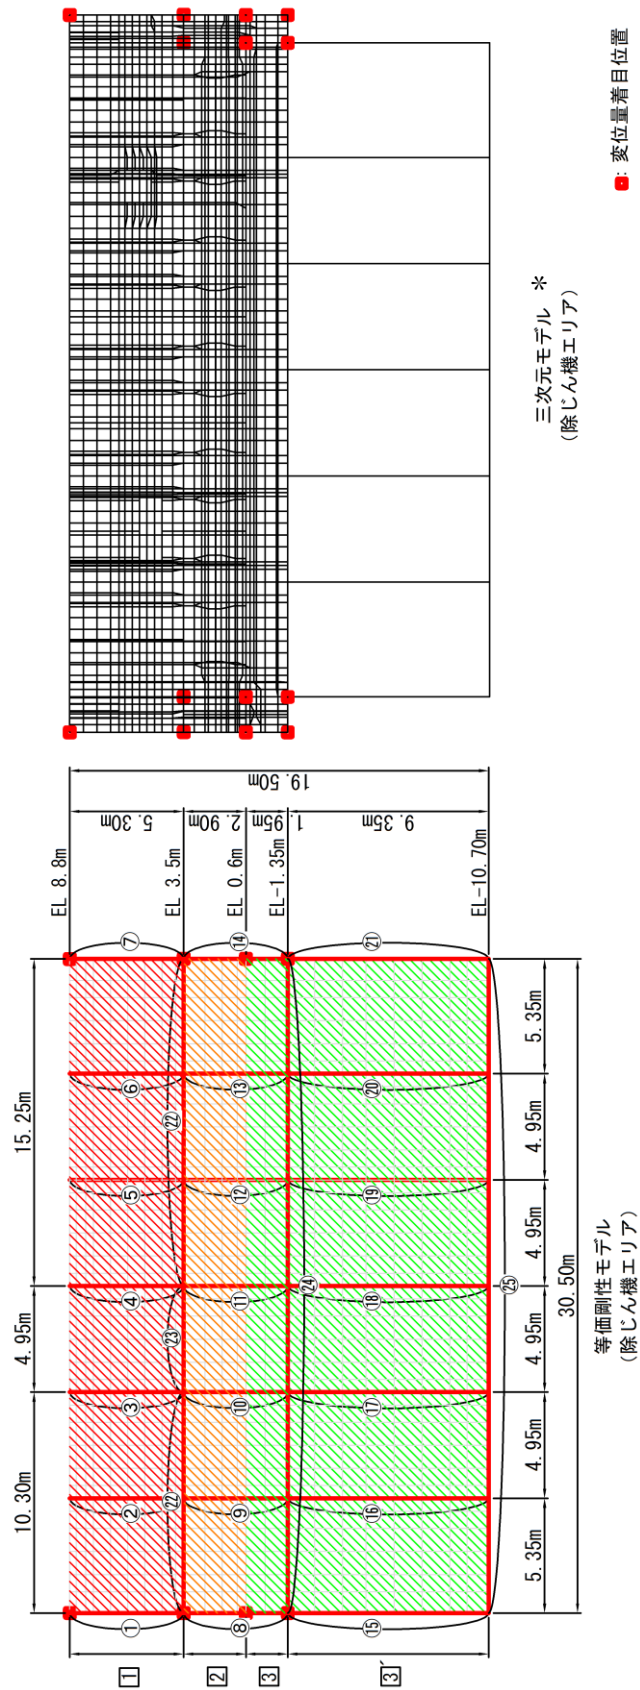 ■: 変位量着目位置
三次元モデル *
(除じん機エリア)
10.30m
4.95m
15.25m
EL 8.8m
EL 3.5m
EL 0.6m
EL-1.35m
EL-10.70m
5.30m
2.90m
1.95m
9.35m
19.50m
1
2
3
3´
① ② ③ ④ ⑤ ⑥ ⑦
㉒ ㉓ ㉒
⑧ ⑨ ⑩ ⑪ ⑫ ⑬ ⑭
㉔
⑮ ⑯ ⑰ ⑱ ⑲ ⑳ ㉑
㉕
5.35m
4.95m
4.95m
4.95m
4.95m
5.35m
30.50m
等価剛性モデル
(除じん機エリア)